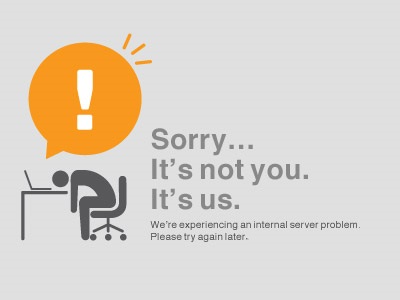 !
Sorry...
It's not you.
It's us.
We're experiencing an internal server problem.
Please try again later.